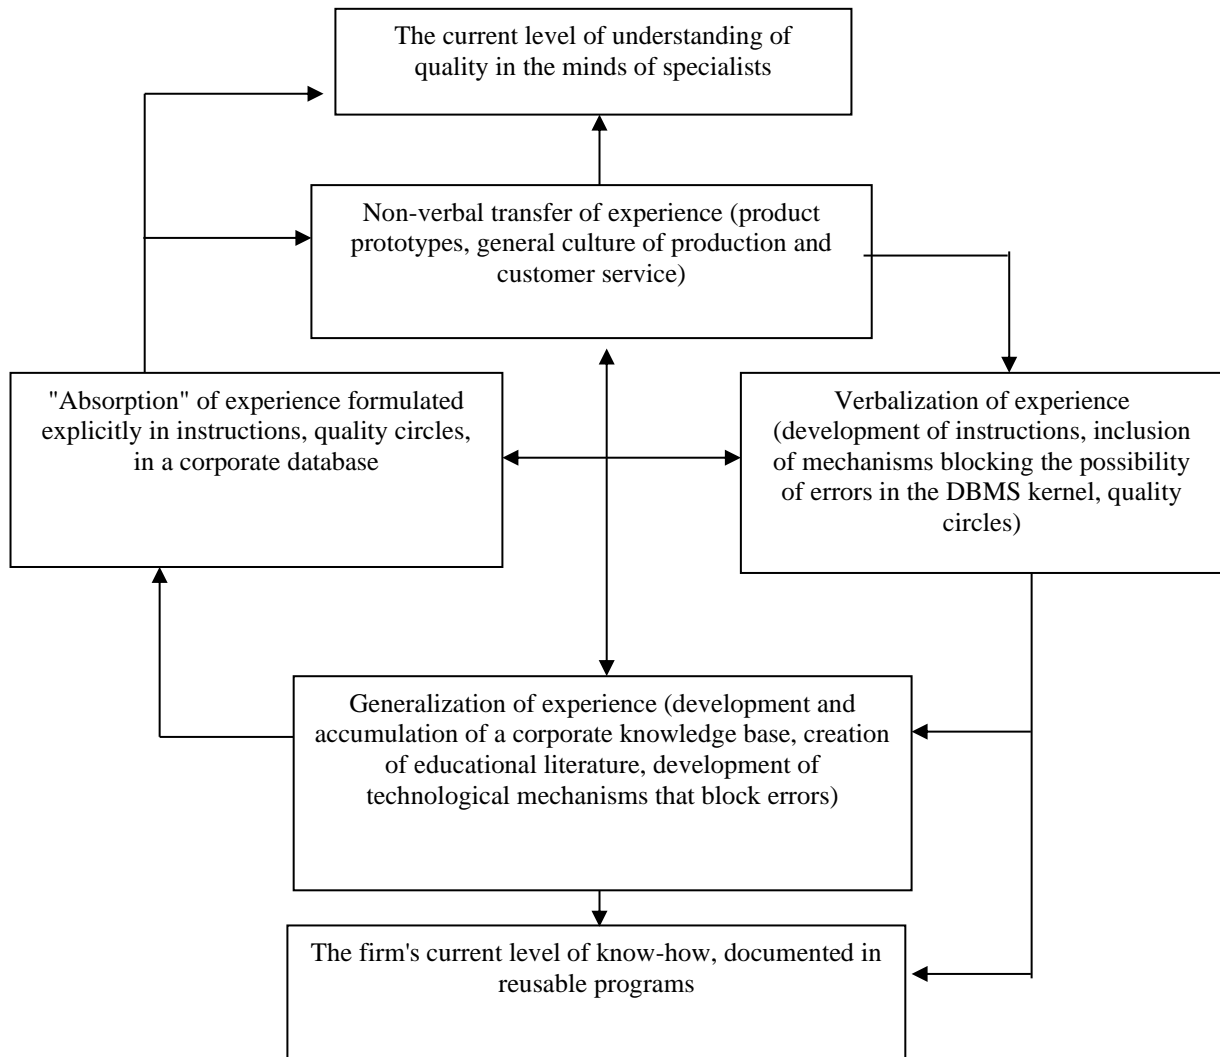 The current level of understanding of
quality in the minds of specialists
Non-verbal transfer of experience (product
prototypes, general culture of production and
customer service)
"Absorption" of experience formulated
explicitly in instructions, quality circles,
in a corporate database
Verbalization of experience
(development of instructions, inclusion
of mechanisms blocking the possibility
of errors in the DBMS kernel, quality
circles)
Generalization of experience (development and
accumulation of a corporate knowledge base, creation
of educational literature, development of
technological mechanisms that block errors)
The firm's current level of know-how, documented in
reusable programs